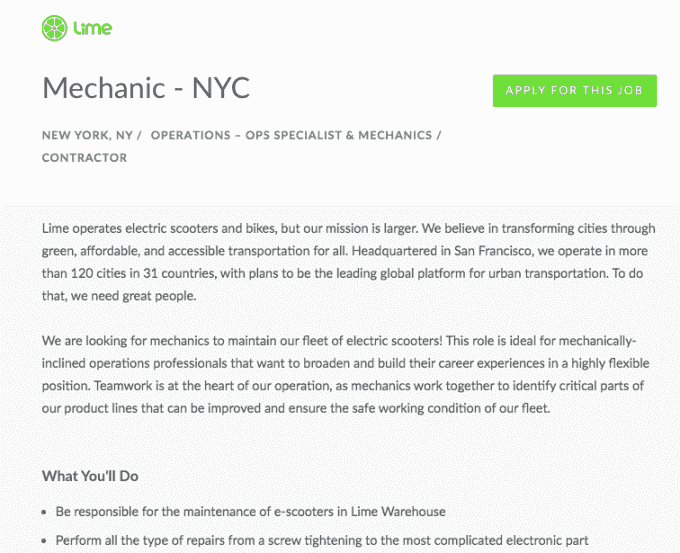 Lime
Mechanic - NYC
APPLY FOR THIS JOB
NEW YORK, NY / OPERATIONS – OPS SPECIALIST & MECHANICS /
CONTRACTOR
Lime operates electric scooters and bikes, but our mission is larger. We believe in transforming cities through
green, affordable, and accessible transportation for all. Headquartered in San Francisco, we operate in more
than 120 cities in 31 countries, with plans to be the leading global platform for urban transportation. To do
that, we need great people.
We are looking for mechanics to maintain our fleet of electric scooters! This role is ideal for mechanically-
inclined operations professionals that want to broaden and build their career experiences in a highly flexible
position. Teamwork is at the heart of our operation, as mechanics work together to identify critical parts of
our product lines that can be improved and ensure the safe working condition of our fleet.
What You'll Do
• Be responsible for the maintenance of e-scooters in Lime Warehouse
• Perform all the type of repairs from a screw tightening to the most complicated electronic part